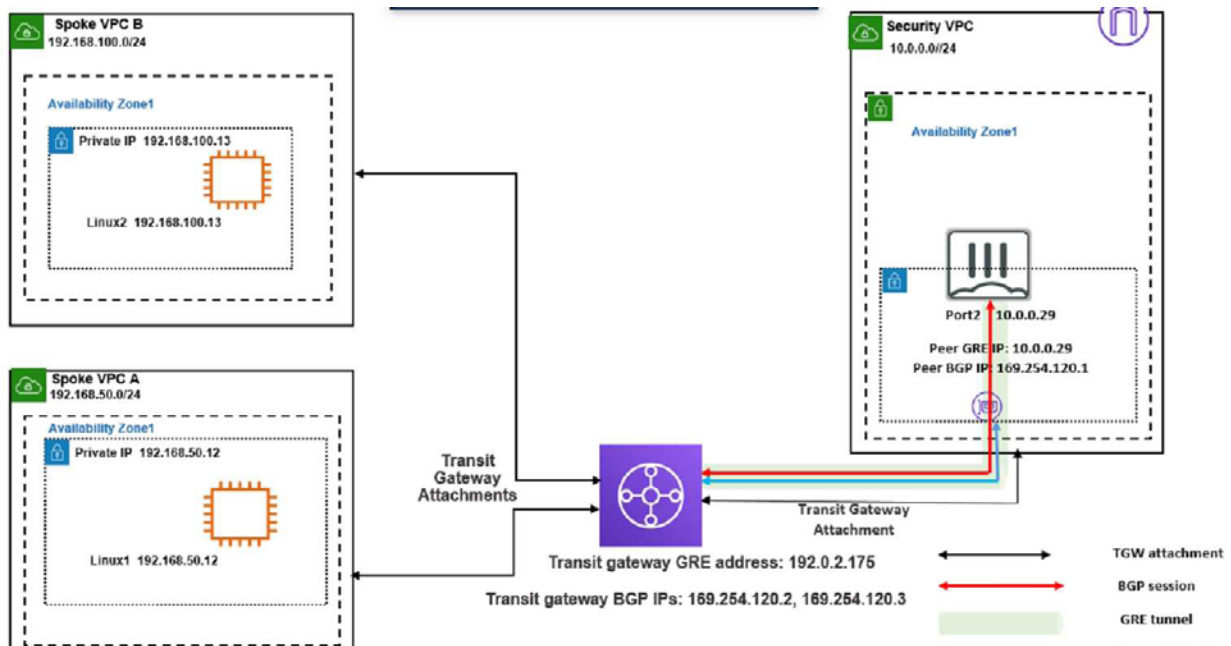 Spoke VPC B
192.168.100.0/24
Availability Zone1
Private IP 192.168.100.13
Linux2 192.168.100.13
Spoke VPC A
192.168.50.0/24
Availability Zone1
Private IP 192.168.50.12
Linux1 192.168.50.12
Transit
Gateway
Attachments
Security VPC
10.0.0.0//24
Availability Zone1
Port2 10.0.0.29
Peer GRE IP: 10.0.0.29
Peer BGP IP: 169.254.120.1
Transit Gateway
Attachment
Transit gateway GRE address: 192.0.2.175
Transit gateway BGP IPs: 169.254.120.2, 169.254.120.3
TGW attachment
BGP session
GRE tunnel